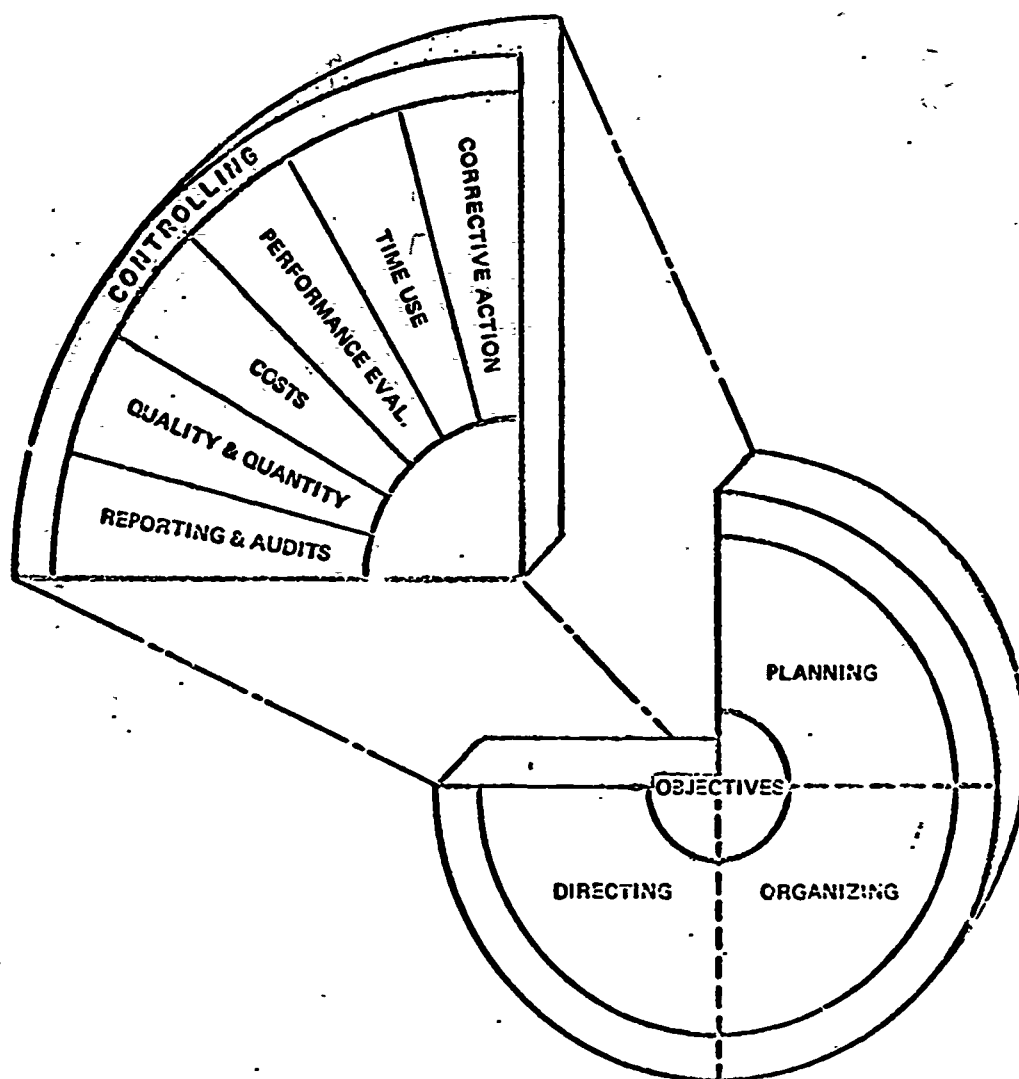 CONTROLLING
CORRECTIVE ACTION
TIME USE
PERFORMANCE EVAL.
COSTS
QUALITY & QUANTITY
REPORTING & AUDITS
PLANNING
OBJECTIVES
DIRECTING
ORGANIZING